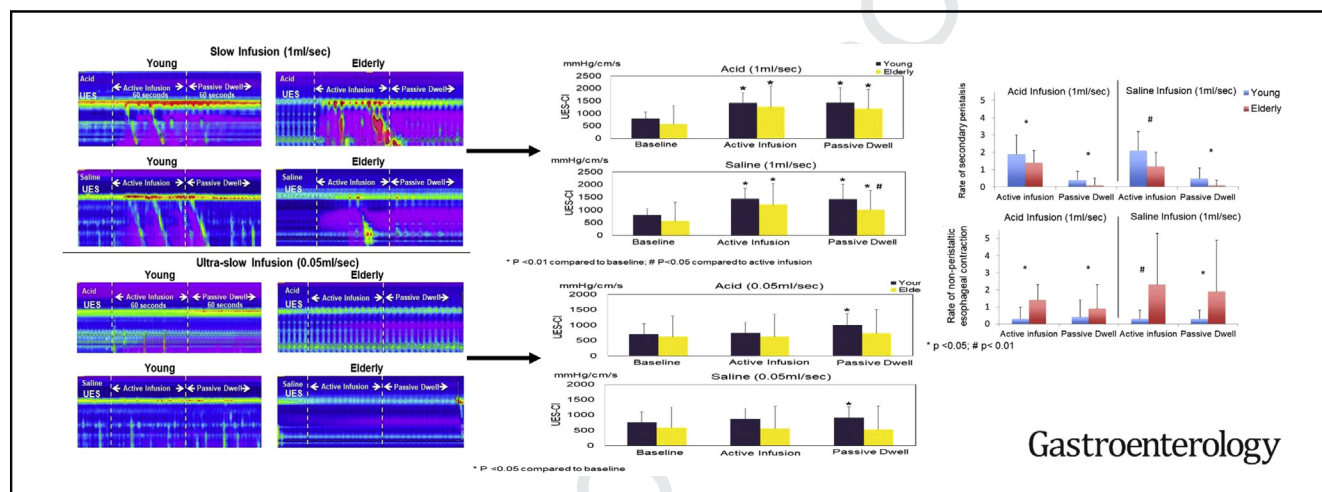 Slow Infusion (1ml/sec)
Young
Elderly
Acid
UES
Active Infusion
60 seconds
Passive Dwell
60 seconds
Acid
UES
Active Infusion
Passive Dwell
Saline
UES
Active Infusion
Passive Dwell
Saline
UES
Active Infusion
Passive Dwell
Ultra-slow Infusion (0.05ml/sec)
Young
Elderly
Acid
UES
Active Infusion
60 seconds
Passive Dwell
60 seconds
Acid
UES
Active Infusion
Passive Dwell
Young
Elderly
Saline
UES
Active Infusion
Passive Dwell
Saline
UES
Active Infusion
Passive Dwell
mmHg/cm/s
Acid (1ml/sec)
Young
Elderly
UES-CI
2500
2000
1500
1000
500
0
* * * *
Baseline
Active Infusion
Passive Dwell
mmHg/cm/s
Saline (1ml/sec)
UES-CI
2500
2000
1500
1000
500
0
* * * * #
Baseline
Active Infusion
Passive Dwell
* P <0.01 compared to baseline; # P<0.05 compared to active infusion
mmHg/cm/s
Acid (0.05ml/sec)
Your
Elde
UES-CI
2500
2000
1500
1000
500
0
*
Baseline
Active Infusion
Passive Dwell
mmHg/cm/s
Saline (0.05ml/sec)
UES-CI
2000
1500
1000
500
0
*
Baseline
Active Infusion
Passive Dwell
* P <0.05 compared to baseline
Acid Infusion (1ml/sec)
Saline Infusion (1ml/sec)
Young
Elderly
Rate of secondary peristalsis
5
4
3
2
1
0
* * # *
Active infusion
Passive Dwell
Active infusion
Passive Dwell
Acid Infusion (1ml/sec)
Saline Infusion (1ml/sec)
Rate of non-peristaltic
esophageal contraction
5
4
3
2
1
0
* * # *
Active infusion
Passive Dwell
Active infusion
Passive Dwell
* p <0.05; # p< 0.01
Gastroenterology